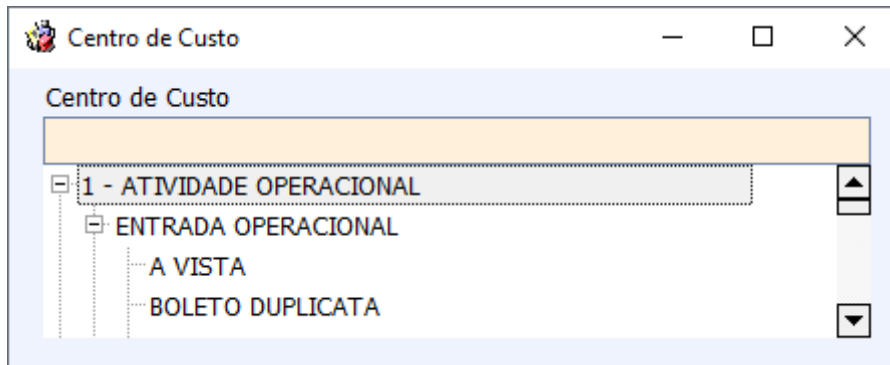 Centro de Custo
Centro de Custo
1 - ATIVIDADE OPERACIONAL
ENTRADA OPERACIONAL
A VISTA
BOLETO DUPLICATA